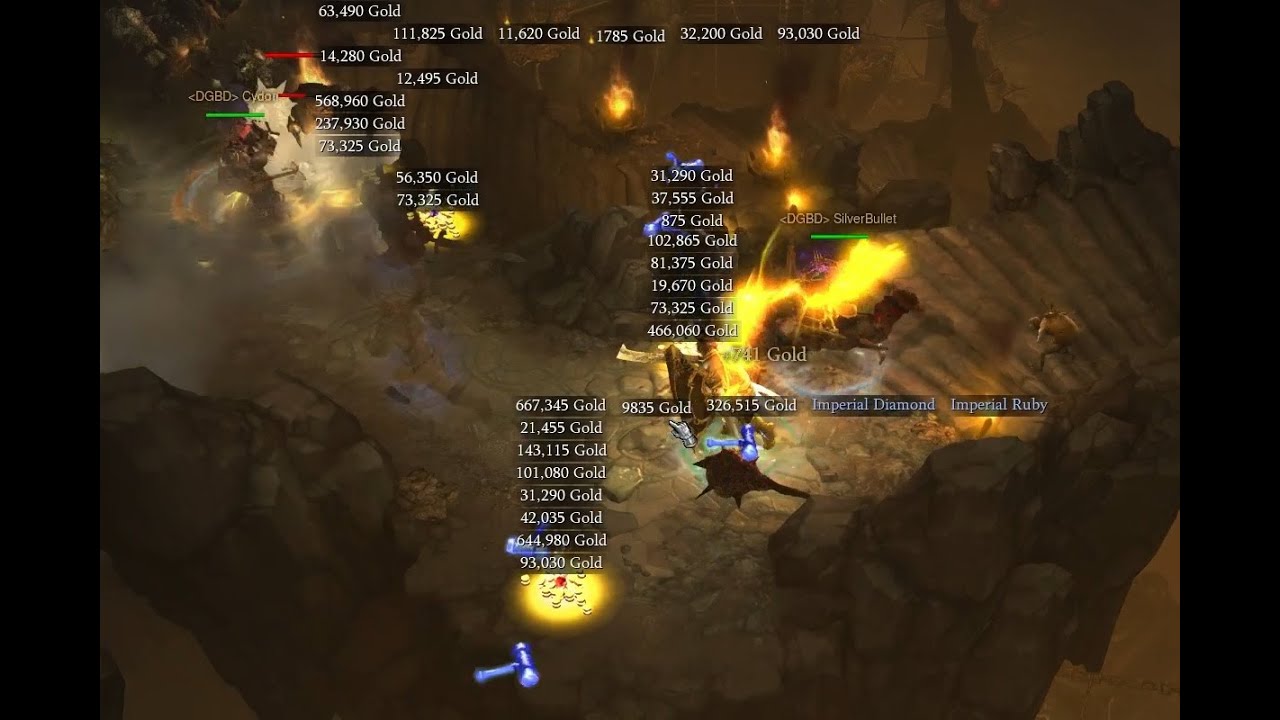 63,490 Gold
111,825 Gold 11,620 Gold 1785 Gold 32,200 Gold 93,030 Gold
14,280 Gold
12,495 Gold
<DGBD>
568,960 Gold
237,930 Gold
73,325 Gold
56,350 Gold
73,325 Gold
31,290 Gold
37,555 Gold
875 Gold
<DGBD> SilverBullet
102,865 Gold
81,375 Gold
19,670 Gold
73,325 Gold
466,060 Gold
741 Gold
667,345 Gold 9835 Gold 326,515 Gold Imperial Diamond Imperial Ruby
21,455 Gold
143,115 Gold
101,080 Gold
31,290 Gold
42,035 Gold
644,980 Gold
93,030 Gold